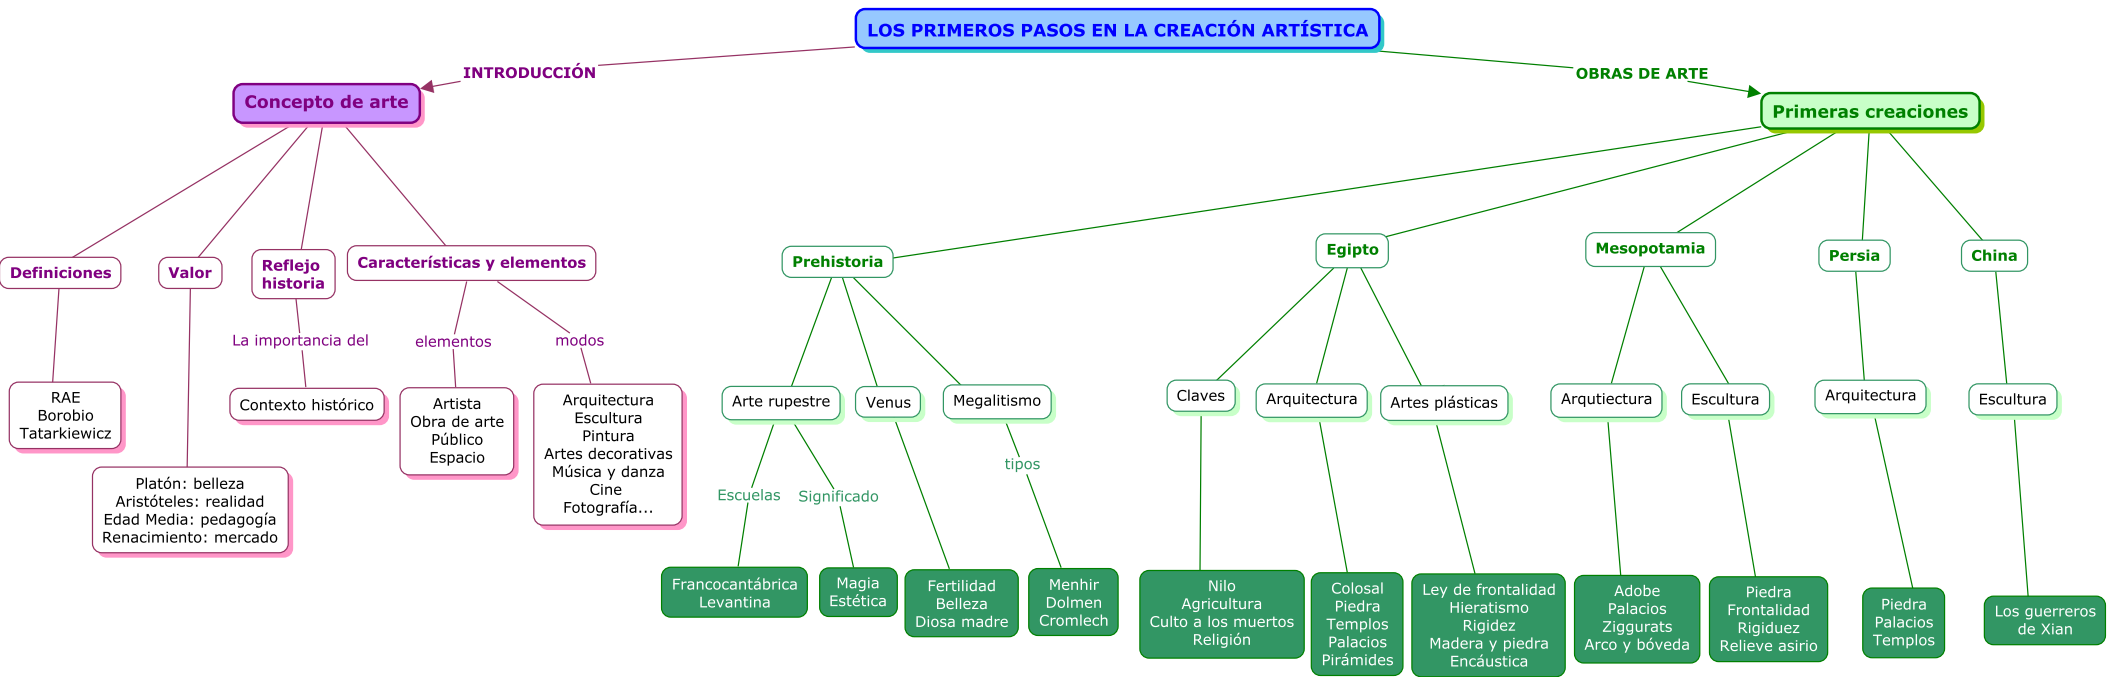 LOS PRIMEROS PASOS EN LA CREACIÓN ARTÍSTICA
INTRODUCCIÓN
OBRAS DE ARTE
Concepto de arte
Primeras creaciones
Definiciones
Valor
Reflejo
historia
Características y elementos
Prehistoria
Egipto
Mesopotamia
Persia
China
La importancia del
elementos
modos
RAE
Borobio
Tatarkiewicz
Platón: belleza
Aristóteles: realidad
Edad Media: pedagogía
Renacimiento: mercado
Contexto histórico
Artista
Obra de arte
Público
Espacio
Arquitectura
Escultura
Pintura
Artes decorativas
Música y danza
Cine
Fotografía...
Arte rupestre
Venus
Megalitismo
Claves
Arquitectura
Artes plásticas
Arqutiectura
Escultura
Arquitectura
Escultura
Escuelas
Significado
tipos
Francocantábrica
Levantina
Magia
Estética
Fertilidad
Belleza
Diosa madre
Menhir
Dolmen
Cromlech
Nilo
Agricultura
Culto a los muertos
Religión
Colosal
Piedra
Templos
Palacios
Pirámides
Ley de frontalidad
Hieratismo
Rigidez
Madera y piedra
Encáustica
Adobe
Palacios
Ziggurats
Arco y bóveda
Piedra
Frontalidad
Rigiduez
Relieve asirio
Piedra
Palacios
Templos
Los guerreros
de Xian